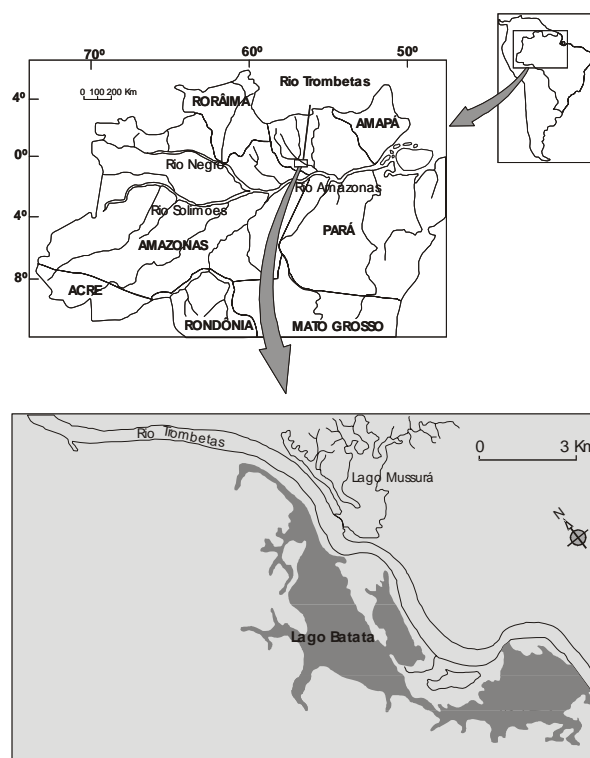 70º 60º 50º
4º
0 100 200 Km
RORÂIMA
Rio Trombetas
AMAPÁ
0º
Rio Negro
Rio Amazonas
Rio Solimões
4º
AMAZONAS
PARÁ
8º
ACRE
RONDÔNIA
MATO GROSSO
Rio Trombetas
0 3 Km
Lago Mussurá
N
Lago Batata